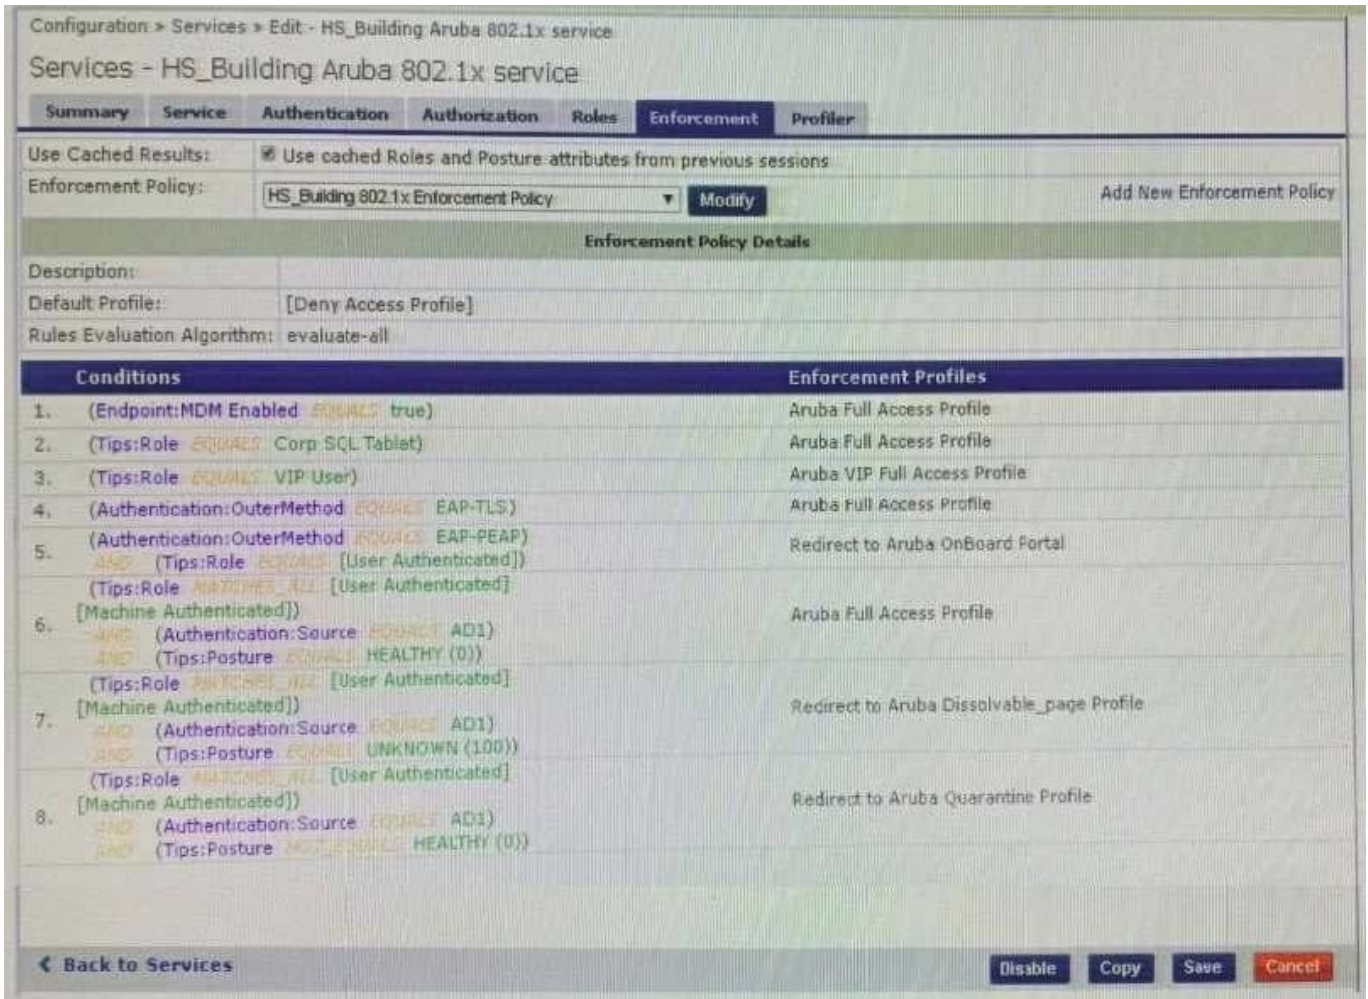 Configuration » Services » Edit - HS_Building Aruba 802.1x service
Services - HS_Building Aruba 802.1x service
Summary Service Authentication Authorization Roles Enforcement Profiler
Use Cached Results: Use cached Roles and Posture attributes from previous sessions
Enforcement Policy: HS_Building 802.1x Enforcement Policy Modify Add New Enforcement Policy
Enforcement Policy Details
Description:
Default Profile: [Deny Access Profile]
Rules Evaluation Algorithm: evaluate-all
Conditions Enforcement Profiles
1. (Endpoint:MDM Enabled EQUALS true) Aruba Full Access Profile
2. (Tips:Role EQUALS Corp SQL Tablet) Aruba Full Access Profile
3. (Tips:Role EQUALS VIP User) Aruba VIP Full Access Profile
4. (Authentication:OuterMethod EQUALS EAP-TLS) Aruba Full Access Profile
(Authentication:OuterMethod EQUALS EAP-PEAP)
5. Redirect to Aruba OnBoard Portal
AND (Tips:Role EQUALS [User Authenticated])
(Tips:Role MATCHES_ALL [User Authenticated]
[Machine Authenticated])
6. Aruba Full Access Profile
AND (Authentication:Source EQUALS AD1)
AND (Tips:Posture EQUALS HEALTHY (0))
(Tips:Role MATCHES_ALL [User Authenticated]
[Machine Authenticated])
7. Redirect to Aruba Dissolvable_page Profile
AND (Authentication:Source EQUALS AD1)
AND (Tips:Posture EQUALS UNKNOWN (100))
(Tips:Role MATCHES_ALL [User Authenticated]
[Machine Authenticated])
8. Redirect to Aruba Quarantine Profile
AND (Authentication:Source EQUALS AD1)
AND (Tips:Posture NOT_EQUALS HEALTHY (0))
Back to Services Disable Copy Save Cancel